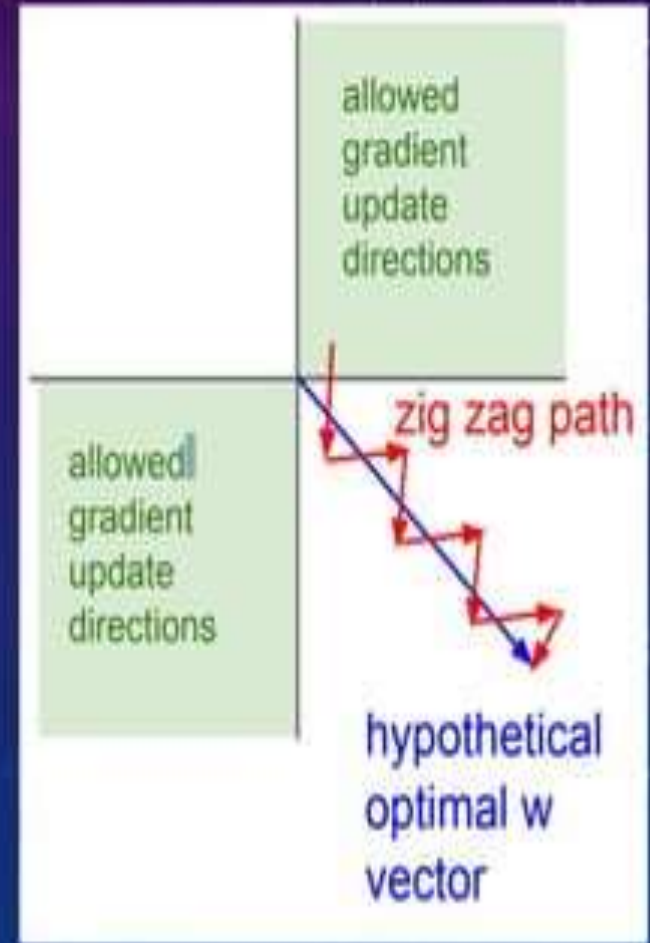 allowed
gradient
update
directions
zig zag path
allowed
gradient
update
directions
hypothetical
optimal w
vector